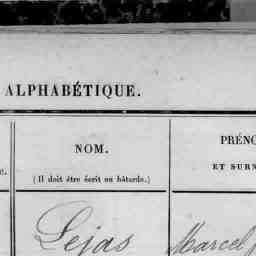 ALPHABÉTIQUE.
NOM.
(Il doit être écrit en bâtarde.)
PRÉNO
ET SURN
Lejas Marcel